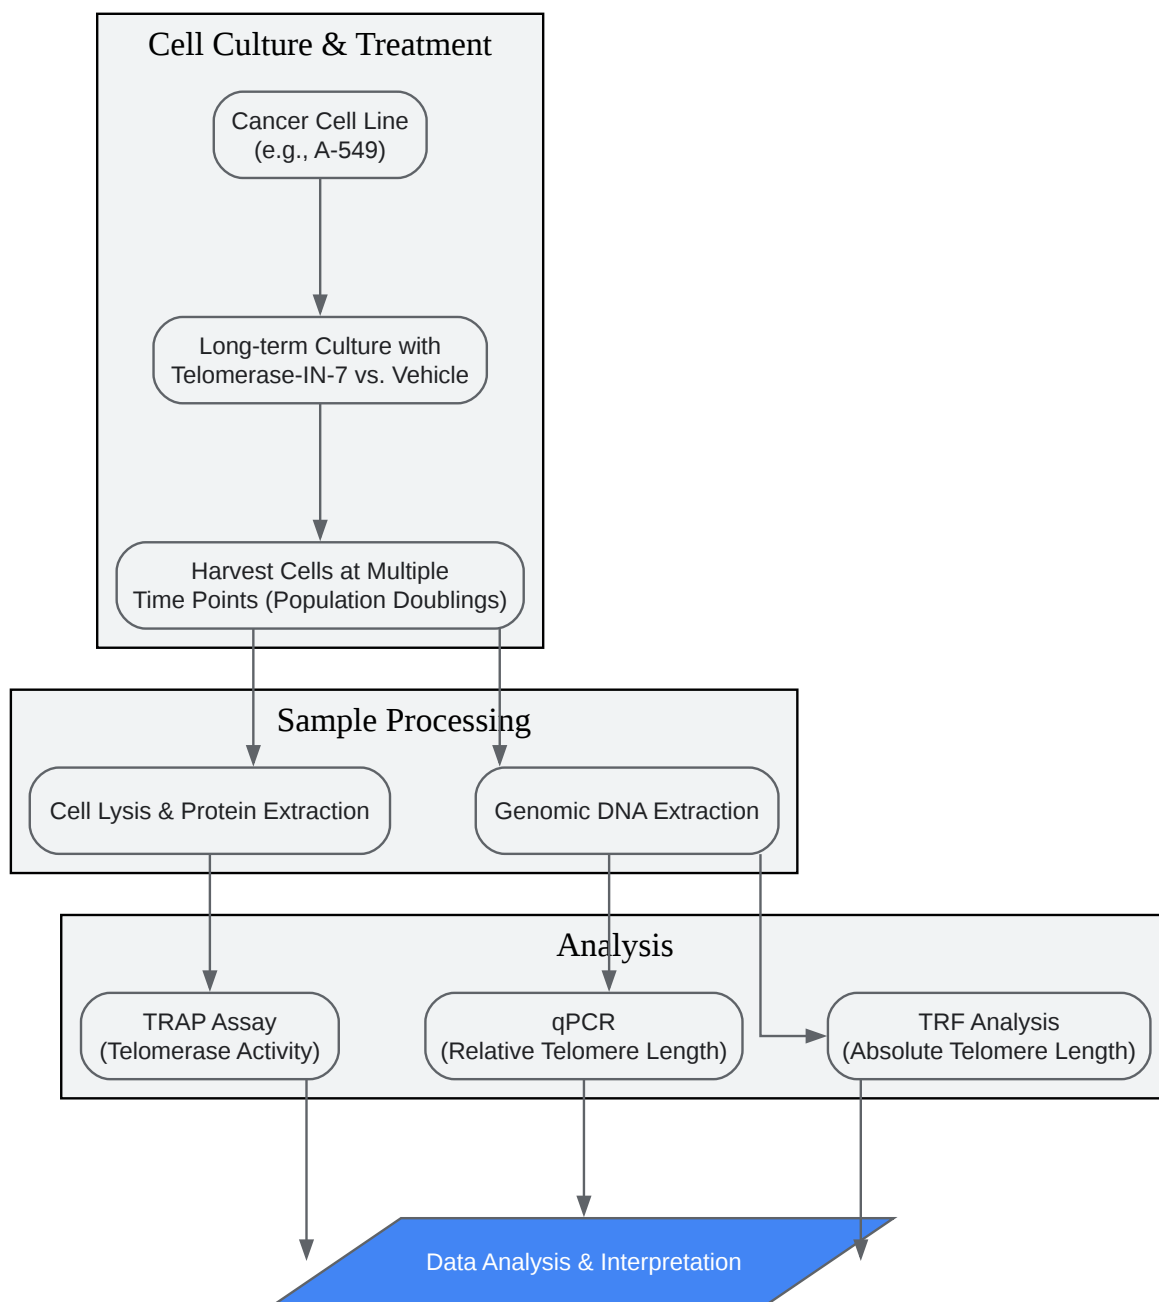 Cell Culture & Treatment
Cancer Cell Line
(e.g., A-549)
Long-term Culture with
Telomerase-IN-7 vs. Vehicle
Harvest Cells at Multiple
Time Points (Population Doublings)
Sample Processing
Cell Lysis & Protein Extraction
Genomic DNA Extraction
Analysis
TRAP Assay
(Telomerase Activity)
qPCR
(Relative Telomere Length)
TRF Analysis
(Absolute Telomere Length)
Data Analysis & Interpretation